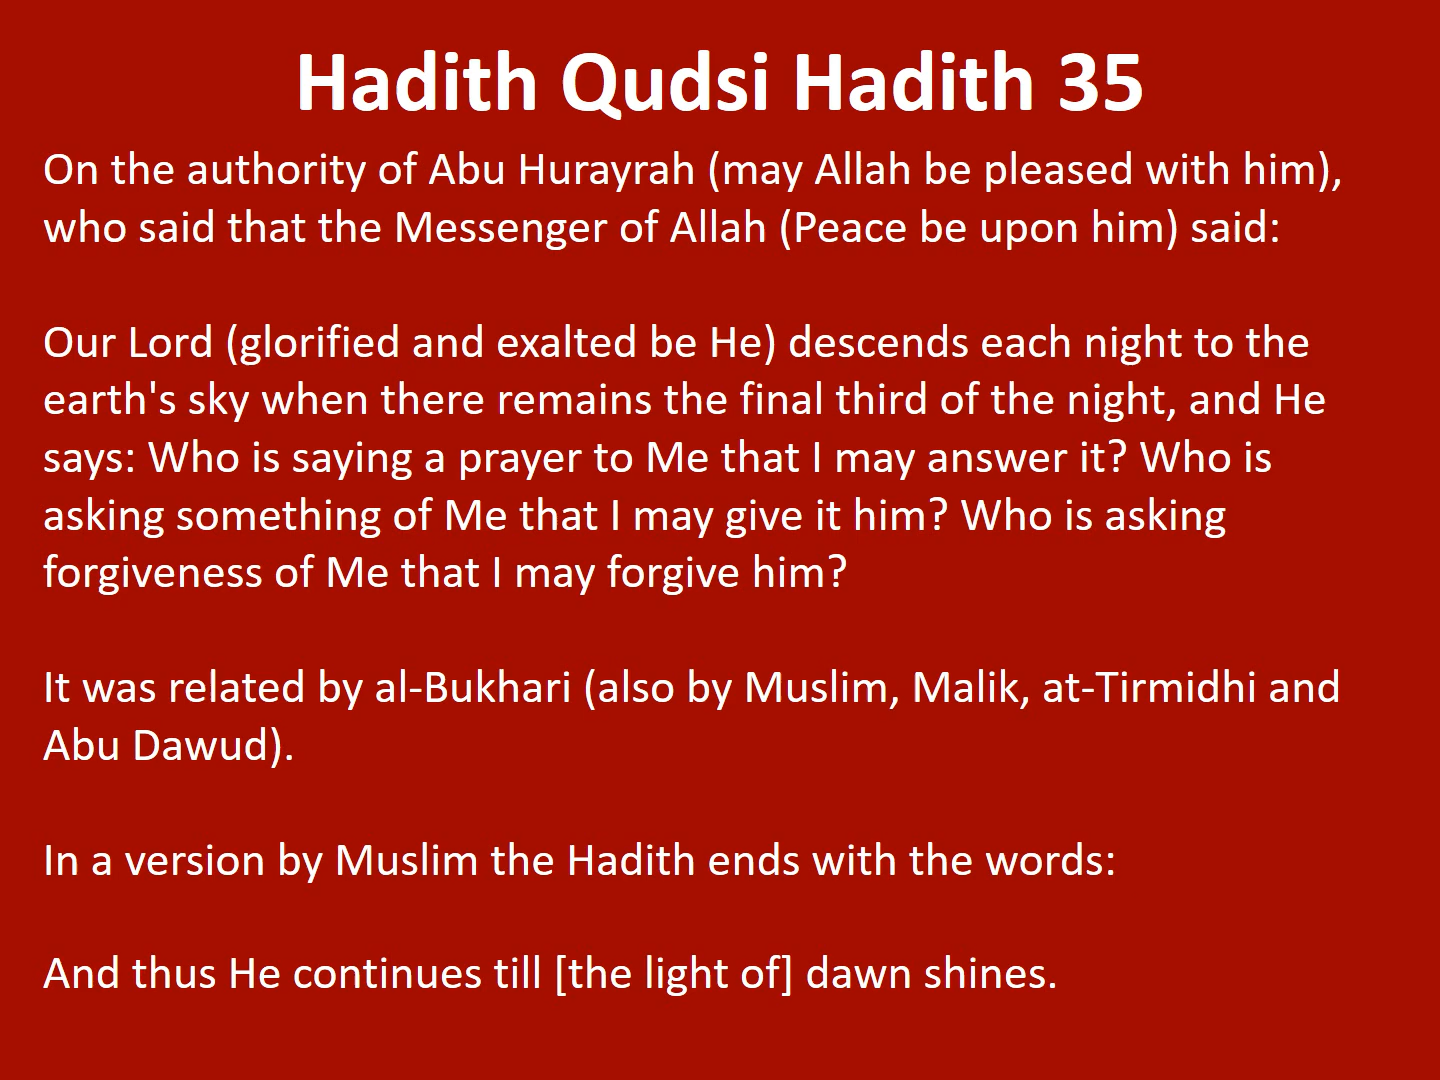 Hadith Qudsi Hadith 35
On the authority of Abu Hurayrah (may Allah be pleased with him),
who said that the Messenger of Allah (Peace be upon him) said:
Our Lord (glorified and exalted be He) descends each night to the
earth's sky when there remains the final third of the night, and He
says: Who is saying a prayer to Me that I may answer it? Who is
asking something of Me that I may give it him? Who is asking
forgiveness of Me that I may forgive him?
It was related by al-Bukhari (also by Muslim, Malik, at-Tirmidhi and
Abu Dawud).
In a version by Muslim the Hadith ends with the words:
And thus He continues till [the light of] dawn shines.